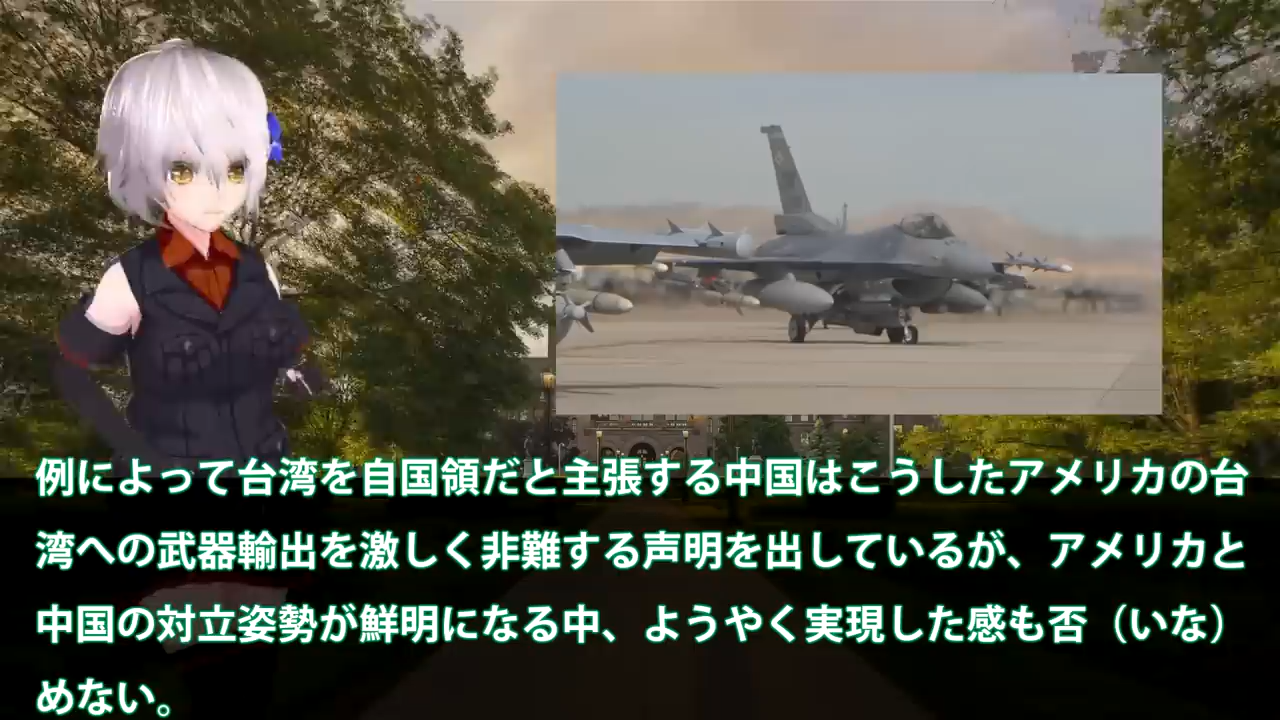 例によって台湾を自国領だと主張する中国はこうしたアメリカの台
湾への武器輸出を激しく非難する声明を出しているが、アメリカと
中国の対立姿勢が鮮明になる中、ようやく実現した感も否（いな）
めない。